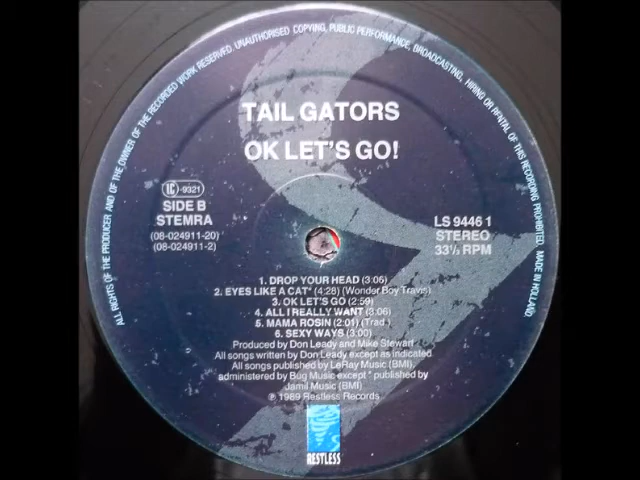 ALL RIGHTS OF THE PRODUCER AND OF THE OWNER OF THE RECORDED WORK RESERVED. UNAUTHORISED COPYING, PUBLIC PERFORMANCE, BROADCASTING, HIRING OR RENTAL OF THIS RECORDING PROHIBITED. MADE IN HOLLAND.
TAIL GATORS
OK LET'S GO!
LC -9321
SIDE B
STEMRA
(08-024911-20)
(08-024911-2)
LS 9446 1
STEREO
33⅓ RPM
1. DROP YOUR HEAD (3:05)
2. EYES LIKE A CAT* (4:28) (Wonder Boy Travis)
3. OK LET'S GO (2:59)
4. ALL I REALLY WANT (3:06)
5. MAMA ROSIN (2:01) (Trad.)
6. SEXY WAYS (3:00)
Produced by Don Leady and Mike Stewart
All songs written by Don Leady except as indicated.
All songs published by LeRay Music (BMI),
administered by Bug Music except * published by
Jamil Music (BMI)
℗ 1989 Restless Records
RESTLESS